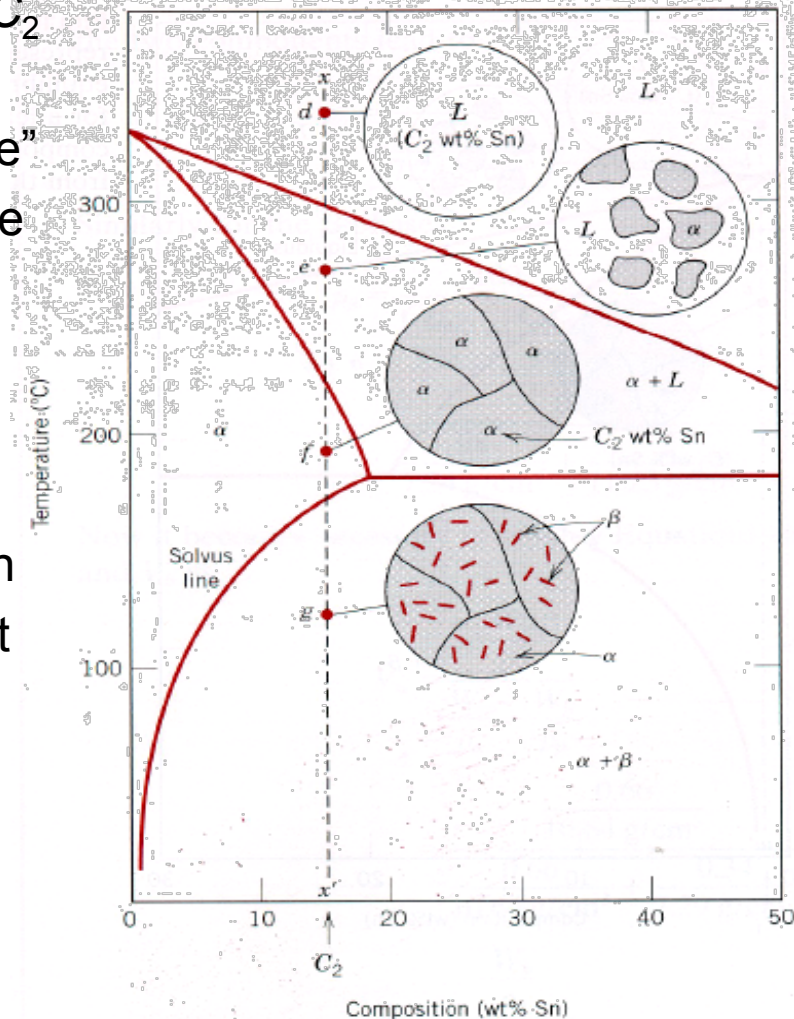 C2
e”
e
n
t
x
d
L
(C2 wt% Sn)
L
300
L
α
e
α
α
α
α
α + L
C2 wt% Sn
200
α
f
Temperature (°C)
Solvus
line
β
g
α
100
α + β
x′
0
10
20
30
40
50
C2
Composition (wt% Sn)